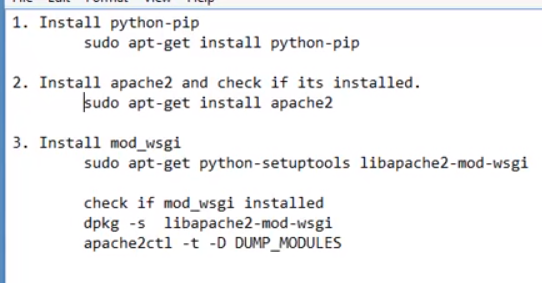 1. Install python-pip
sudo apt-get install python-pip
2. Install apache2 and check if its installed.
sudo apt-get install apache2
3. Install mod_wsgi
sudo apt-get python-setuptools libapache2-mod-wsgi
check if mod_wsgi installed
dpkg -s  libapache2-mod-wsgi
apache2ctl -t -D DUMP_MODULES